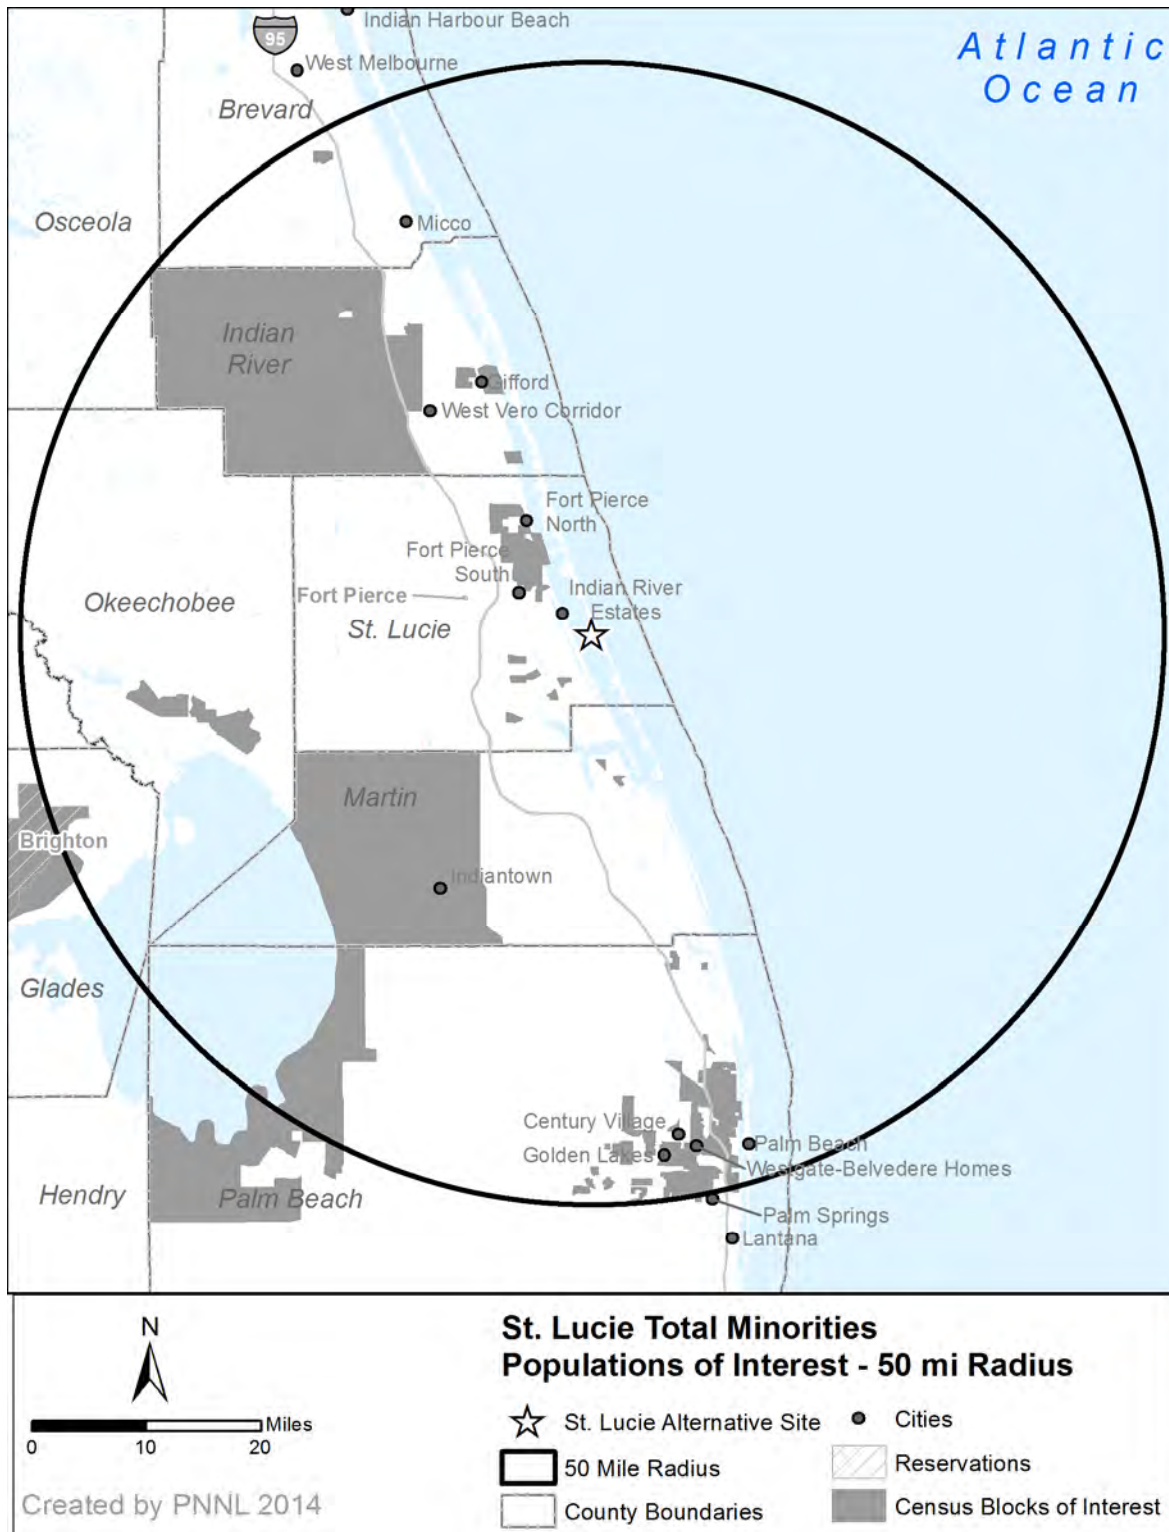 Indian Harbour Beach
95
West Melbourne
Atlantic
Ocean
Brevard
Osceola
Micco
Indian
River
Gifford
West Vero Corridor
Fort Pierce
North
Fort Pierce
South
Indian River
Estates
Fort Pierce
Okeechobee
St. Lucie
Martin
Brighton
Indiantown
Glades
Century Village
Palm Beach
Golden Lakes
Westgate-Belvedere Homes
Hendry
Palm Beach
Palm Springs
Lantana
N
Miles
0 10 20
Created by PNNL 2014
St. Lucie Total Minorities
Populations of Interest - 50 mi Radius
St. Lucie Alternative Site
Cities
50 Mile Radius
Reservations
County Boundaries
Census Blocks of Interest